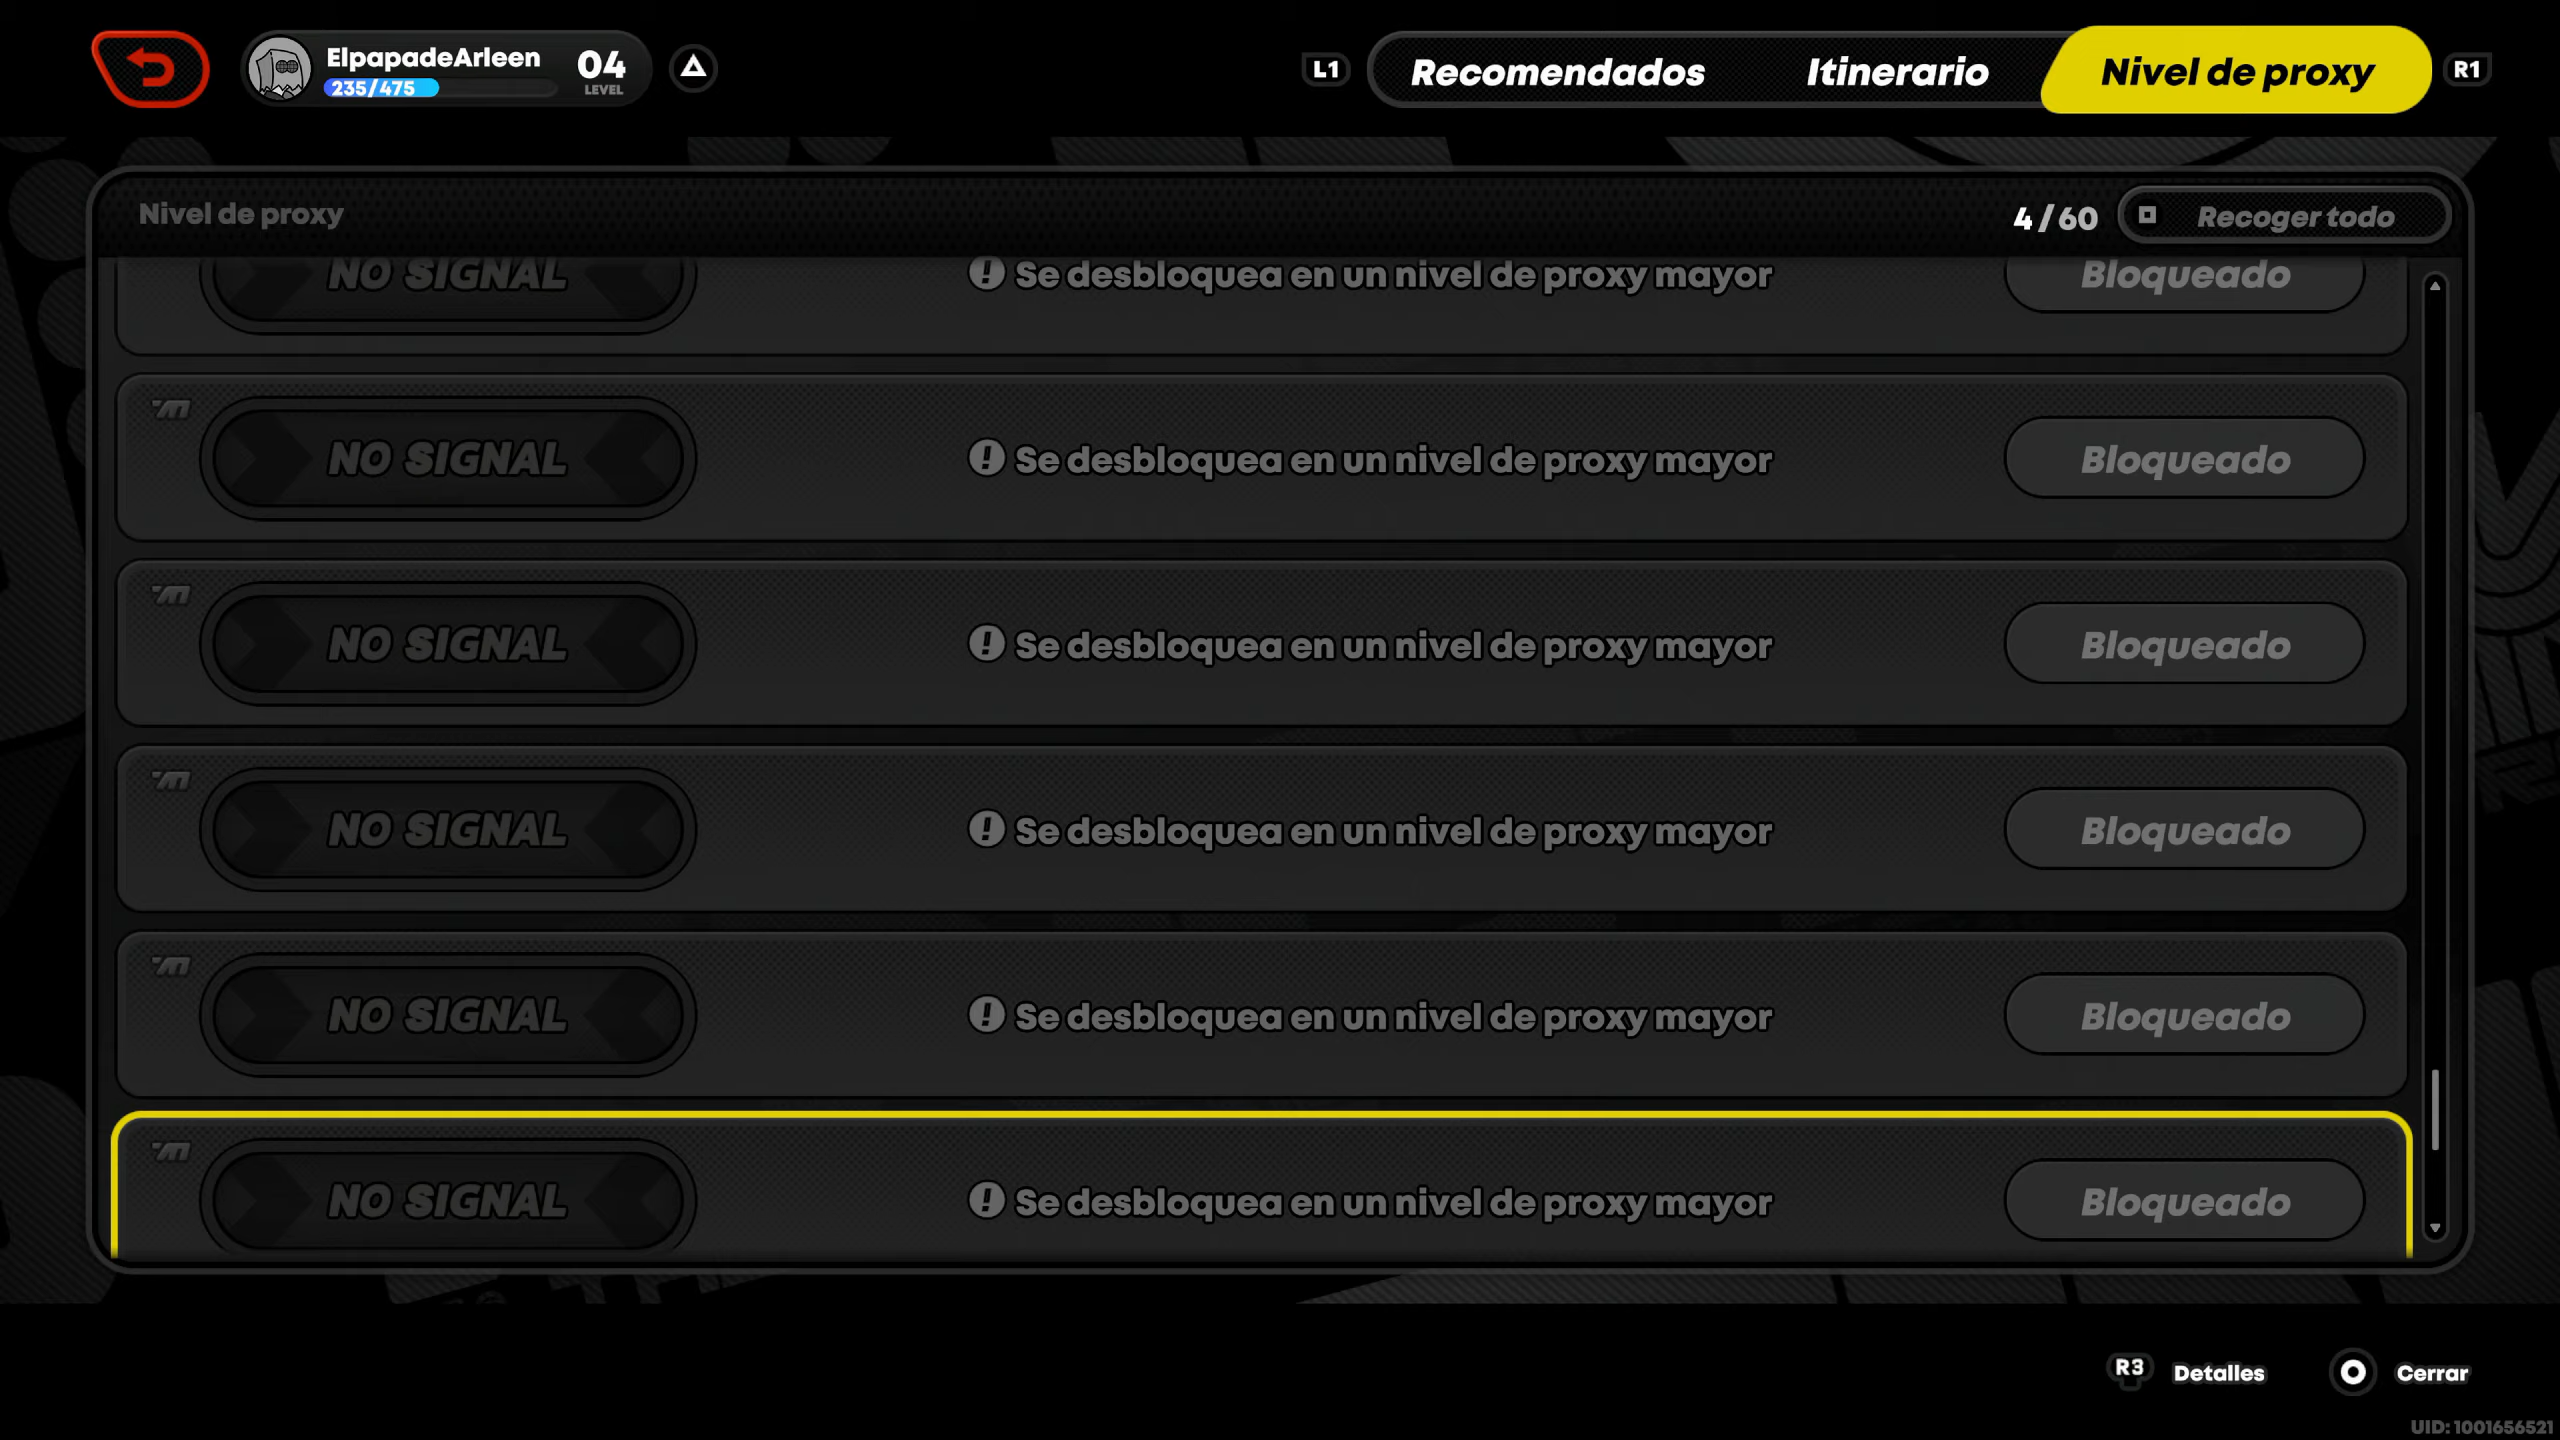 ElpapadeArleen
235/475
04
LEVEL
L1
Recomendados
Itinerario
Nivel de proxy
R1
Nivel de proxy
4/60
Recoger todo
NO SIGNAL
Se desbloquea en un nivel de proxy mayor
Bloqueado
NO SIGNAL
Se desbloquea en un nivel de proxy mayor
Bloqueado
NO SIGNAL
Se desbloquea en un nivel de proxy mayor
Bloqueado
NO SIGNAL
Se desbloquea en un nivel de proxy mayor
Bloqueado
NO SIGNAL
Se desbloquea en un nivel de proxy mayor
Bloqueado
NO SIGNAL
Se desbloquea en un nivel de proxy mayor
Bloqueado
R3
Detalles
Cerrar
UID: 1001656521